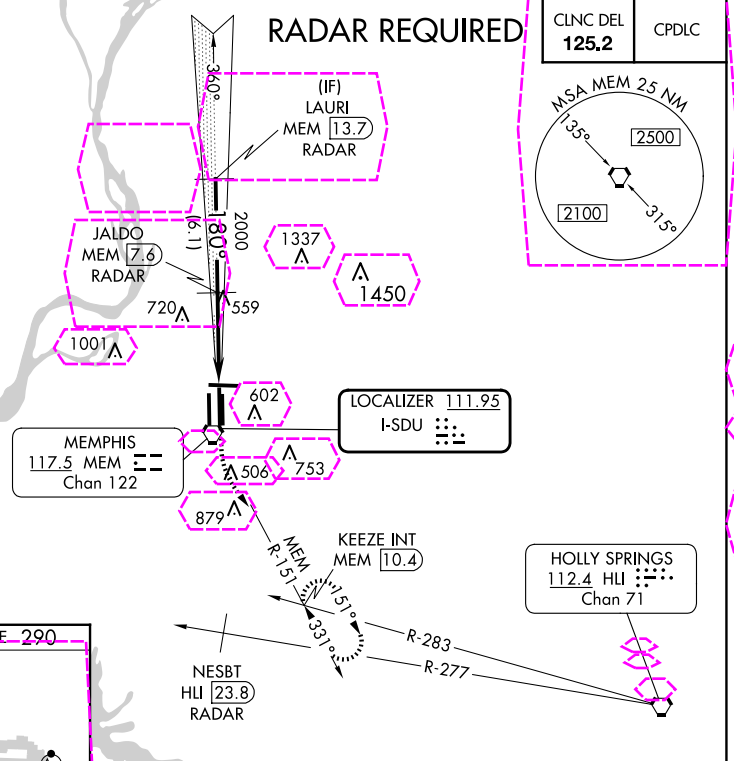 RADAR REQUIRED
CLNC DEL
125.2
CPDLC
MSA MEM 25 NM
135°
2500
2100
315°
360°
(IF)
LAURI
MEM 13.7
RADAR
2000
180°
(6.1)
JALDO
MEM 7.6
RADAR
1337
1450
720
559
1001
602
LOCALIZER 111.95
I-SDU
MEMPHIS
117.5 MEM
Chan 122
506
753
879
MEM
R-151
KEEZE INT
MEM 10.4
151°
331°
HOLLY SPRINGS
112.4 HLI
Chan 71
R-283
R-277
NESBT
HLI 23.8
RADAR
E 290